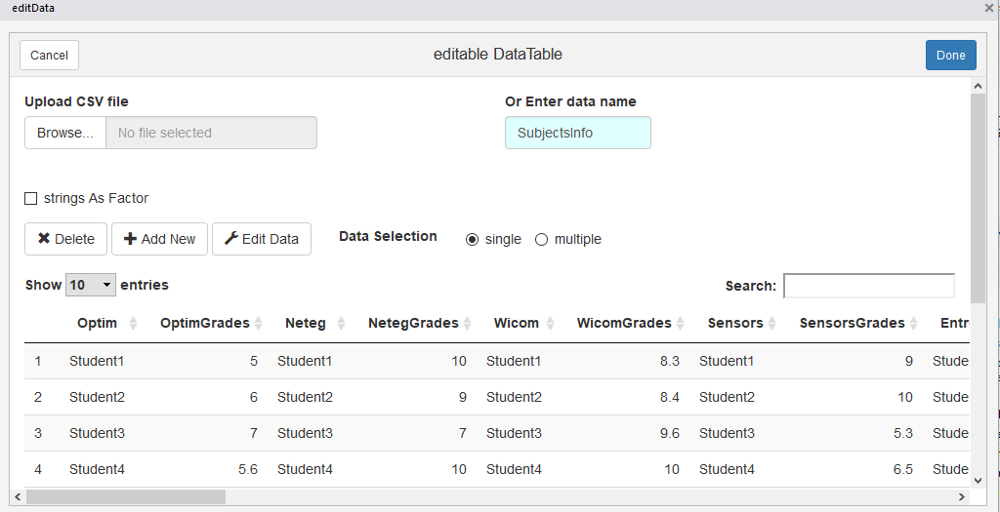 editData
Cancel editable DataTable Done
Upload CSV file Or Enter data name
Browse... No file selected SubjectsInfo
strings As Factor
Delete Add New Edit Data Data Selection single multiple
Show 10 entries Search:
Optim OptimGrades Neteg NetegGrades Wicom WicomGrades Sensors SensorsGrades Entr
1 Student1 5 Student1 10 Student1 8.3 Student1 9 Stude
2 Student2 6 Student2 9 Student2 8.4 Student2 10 Stude
3 Student3 7 Student3 7 Student3 9.6 Student3 5.3 Stude
4 Student4 5.6 Student4 10 Student4 10 Student4 6.5 Stude